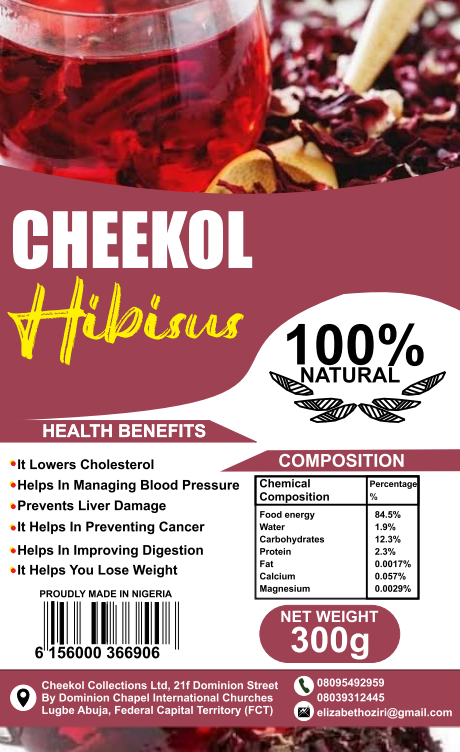 CHEEKOL
Hibisus
100%
NATURAL
HEALTH BENEFITS
It Lowers Cholesterol
Helps In Managing Blood Pressure
Prevents Liver Damage
It Helps In Preventing Cancer
Helps In Improving Digestion
It Helps You Lose Weight
COMPOSITION
Chemical Composition Percentage %
Food energy 84.5%
Water 1.9%
Carbohydrates 12.3%
Protein 2.3%
Fat 0.0017%
Calcium 0.057%
Magnesium 0.0029%
PROUDLY MADE IN NIGERIA
6 156000 366906
NET WEIGHT
300g
Cheekol Collections Ltd, 21f Dominion Street
By Dominion Chapel International Churches
Lugbe Abuja, Federal Capital Territory (FCT)
08095492959
08039312445
elizabethoziri@gmail.com